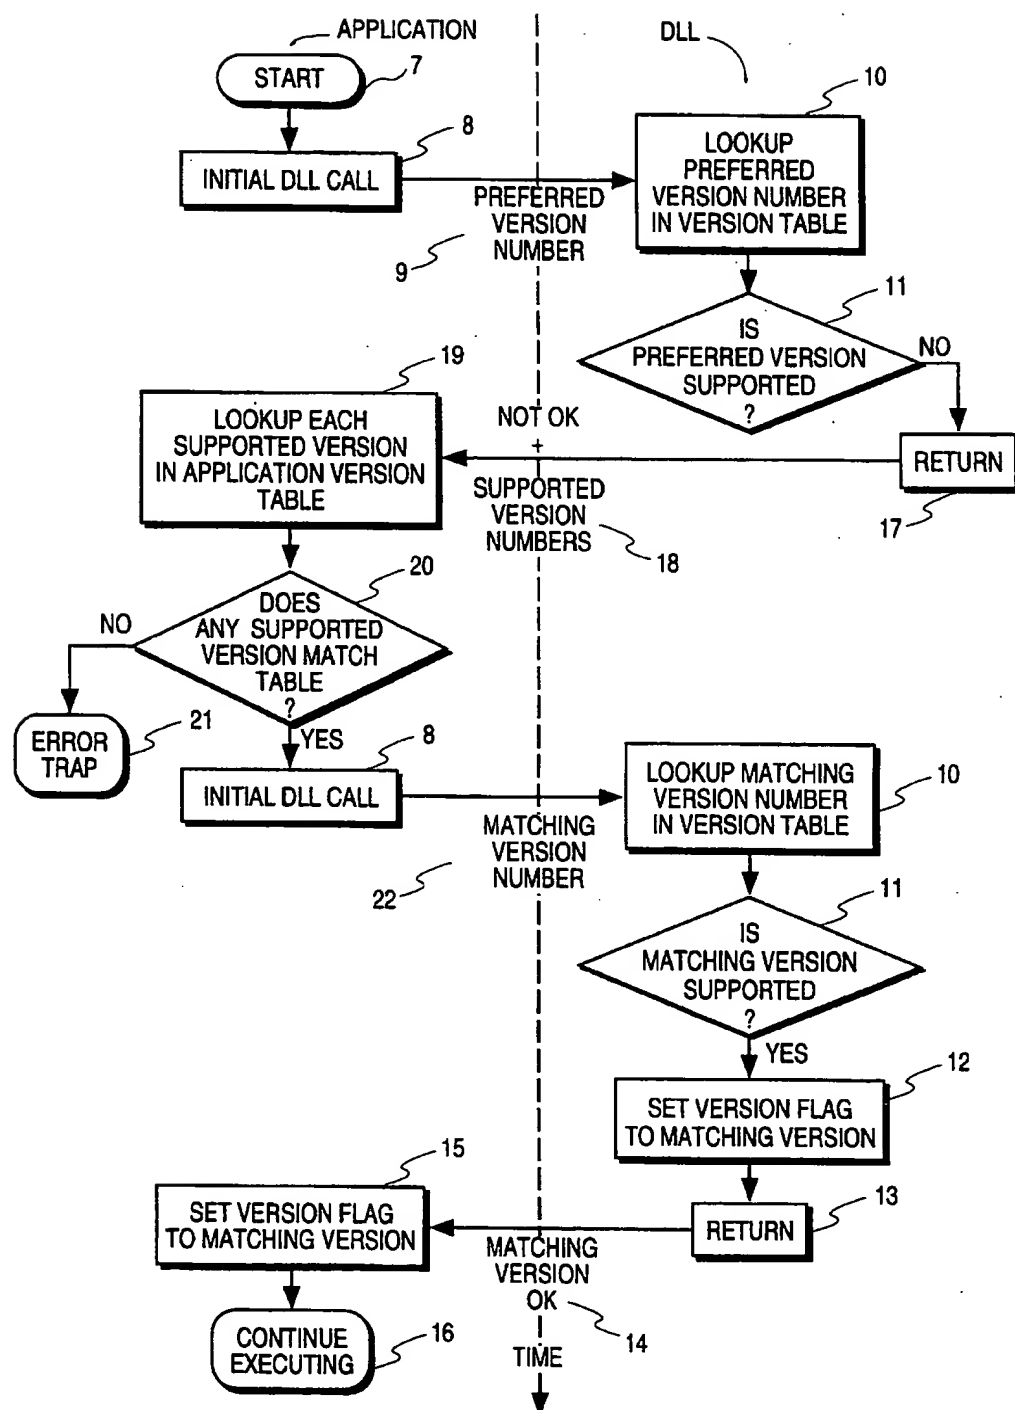 APPLICATION
DLL
START
7
8
INITIAL DLL CALL
10
LOOKUP
PREFERRED
VERSION NUMBER
IN VERSION TABLE
PREFERRED
VERSION
NUMBER
9
11
IS
PREFERRED VERSION
SUPPORTED
?
NO
19
LOOKUP EACH
SUPPORTED VERSION
IN APPLICATION VERSION
TABLE
NOT OK
+
SUPPORTED
VERSION
NUMBERS
18
RETURN
17
20
DOES
ANY SUPPORTED
VERSION MATCH
TABLE
?
NO
YES
ERROR
TRAP
21
8
INITIAL DLL CALL
LOOKUP MATCHING
VERSION NUMBER
IN VERSION TABLE
10
MATCHING
VERSION
NUMBER
22
11
IS
MATCHING VERSION
SUPPORTED
?
YES
12
SET VERSION FLAG
TO MATCHING VERSION
15
SET VERSION FLAG
TO MATCHING VERSION
13
RETURN
MATCHING
VERSION
OK
14
CONTINUE
EXECUTING
16
TIME